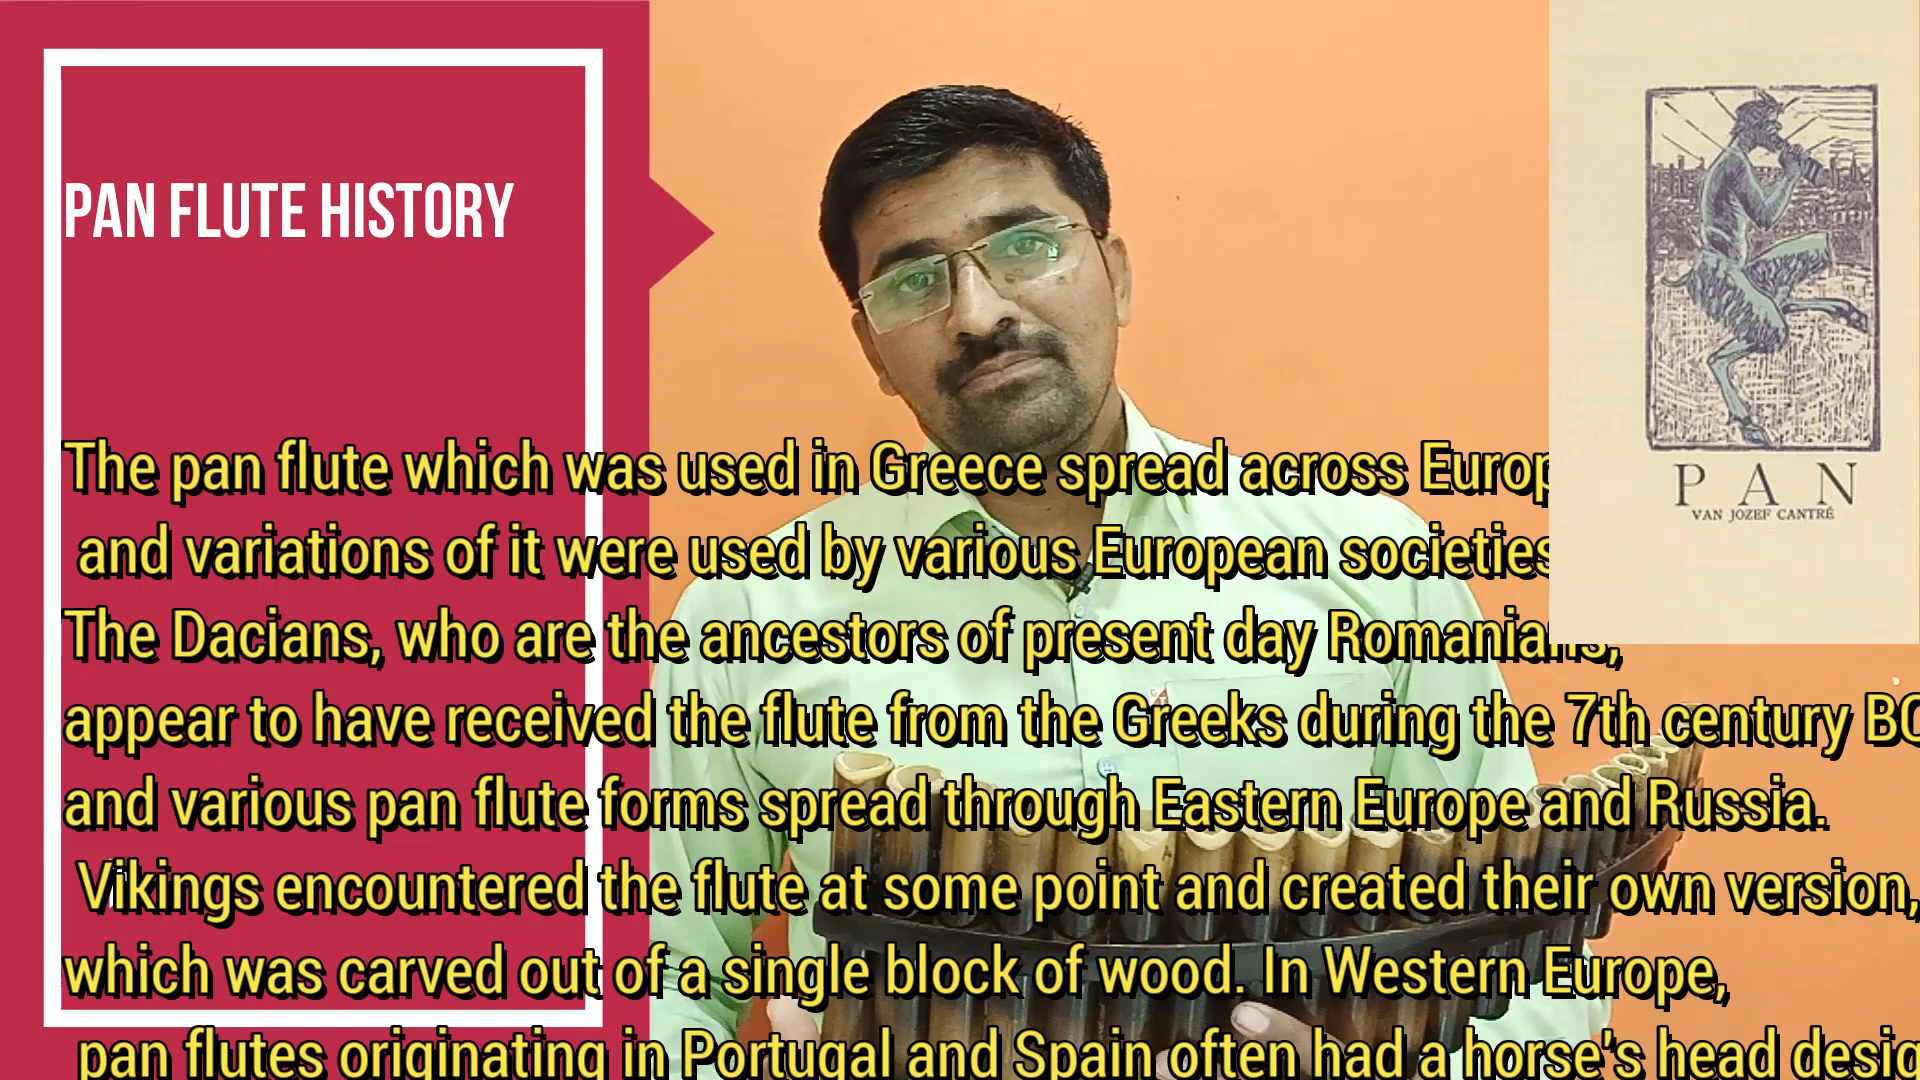 PAN FLUTE HISTORY
The pan flute which was used in Greece spread across Europ
and variations of it were used by various European societies
The Dacians, who are the ancestors of present day Romanians,
appear to have received the flute from the Greeks during the 7th century BC
and various pan flute forms spread through Eastern Europe and Russia.
Vikings encountered the flute at some point and created their own version,
which was carved out of a single block of wood. In Western Europe,
pan flutes originating in Portugal and Spain often had a horse's head desig
PAN
VAN JOZEF CANTRÉ